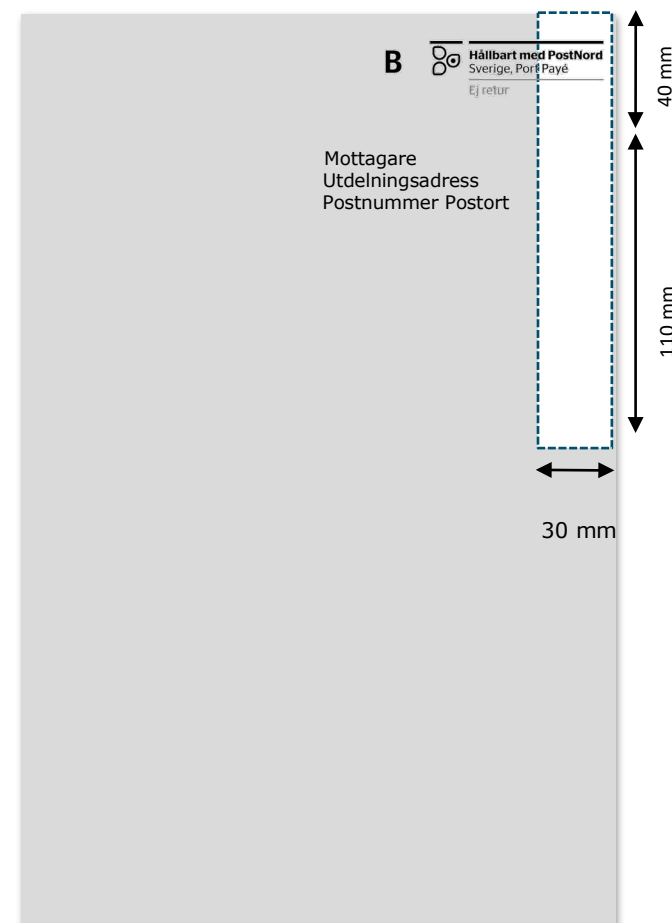 B
Hållbart med PostNord
Sverige, Port Payé
Ej retur
40 mm
Mottagare
Utdelningsadress
Postnummer Postort
110 mm
30 mm